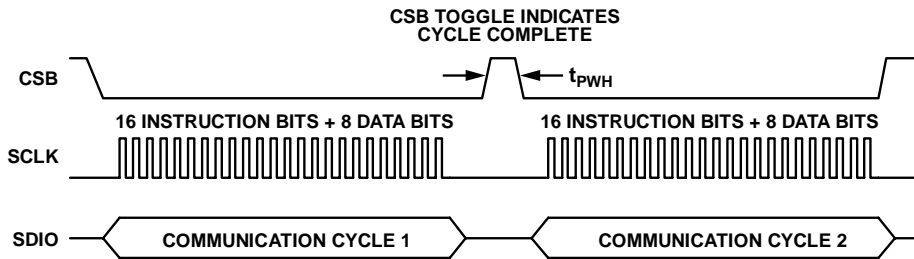 CSB TOGGLE INDICATES
CYCLE COMPLETE
CSB
tPWH
16 INSTRUCTION BITS + 8 DATA BITS
16 INSTRUCTION BITS + 8 DATA BITS
SCLK
SDIO
COMMUNICATION CYCLE 1
COMMUNICATION CYCLE 2